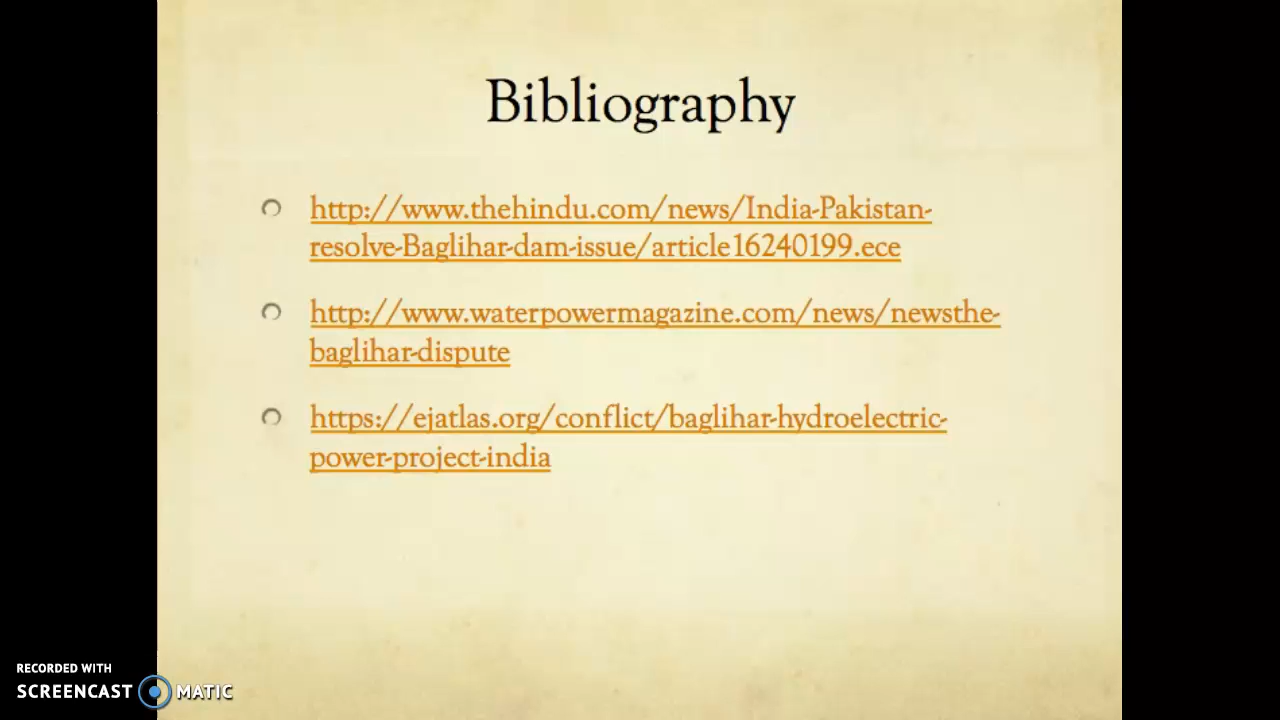 Bibliography
http://www.thehindu.com/news/India-Pakistan-
resolve-Baglihar-dam-issue/article16240199.ece
http://www.waterpowermagazine.com/news/newsthe-
baglihar-dispute
https://ejatlas.org/conflict/baglihar-hydroelectric-
power-project-india
RECORDED WITH
SCREENCAST MATIC